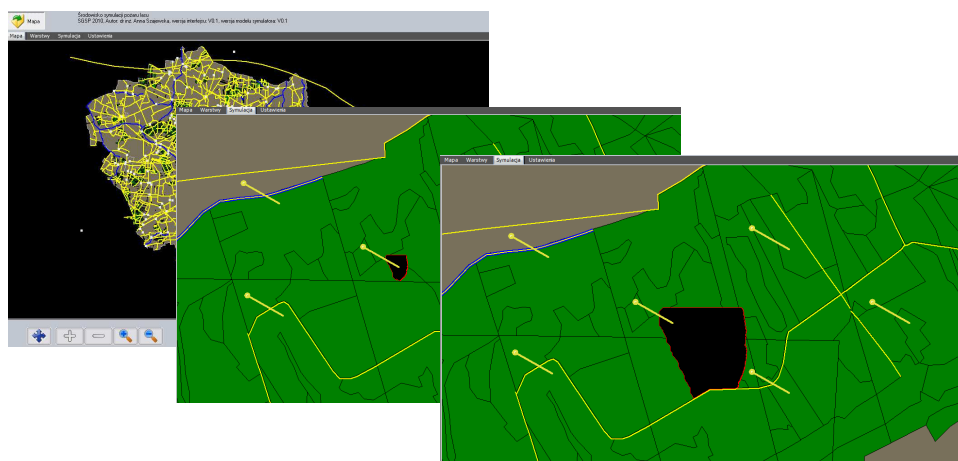 Mapa
Środowisko symulacji pożaru lasu
SGSP 2010, Autor: dr inż. Anna Szajewska, wersja interfejsu: V0.1, wersja modelu symulatora: V0.1
Mapa Warstwy Symulacja Ustawienia
Mapa Warstwy Symulacja Ustawienia
Mapa Warstwy Symulacja Ustawienia